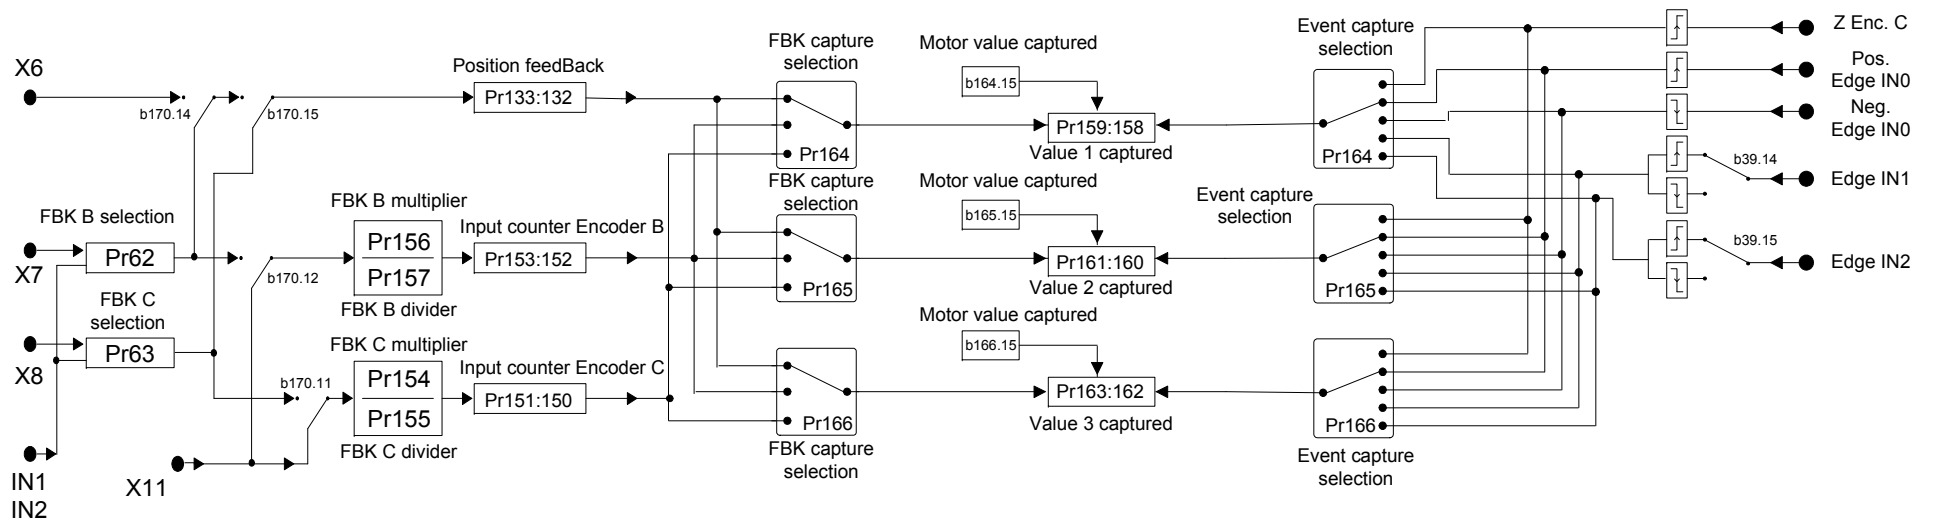 X6
b170.14
b170.15
Position feedBack
Pr133:132
FBK capture
selection
Pr164
Motor value captured
b164.15
Pr159:158
Value 1 captured
Event capture
selection
Pr164
Z Enc. C
Pos.
Edge IN0
Neg.
Edge IN0
b39.14
Edge IN1
FBK B selection
X7
Pr62
b170.12
FBK B multiplier
Pr156
Pr157
FBK B divider
Input counter Encoder B
Pr153:152
FBK capture
selection
Pr165
Motor value captured
b165.15
Pr161:160
Value 2 captured
Event capture
selection
Pr165
b39.15
Edge IN2
FBK C
selection
X8
Pr63
b170.11
FBK C multiplier
Pr154
Pr155
FBK C divider
Input counter Encoder C
Pr151:150
Pr166
FBK capture
selection
Motor value captured
b166.15
Pr163:162
Value 3 captured
Pr166
Event capture
selection
IN1
IN2
X11